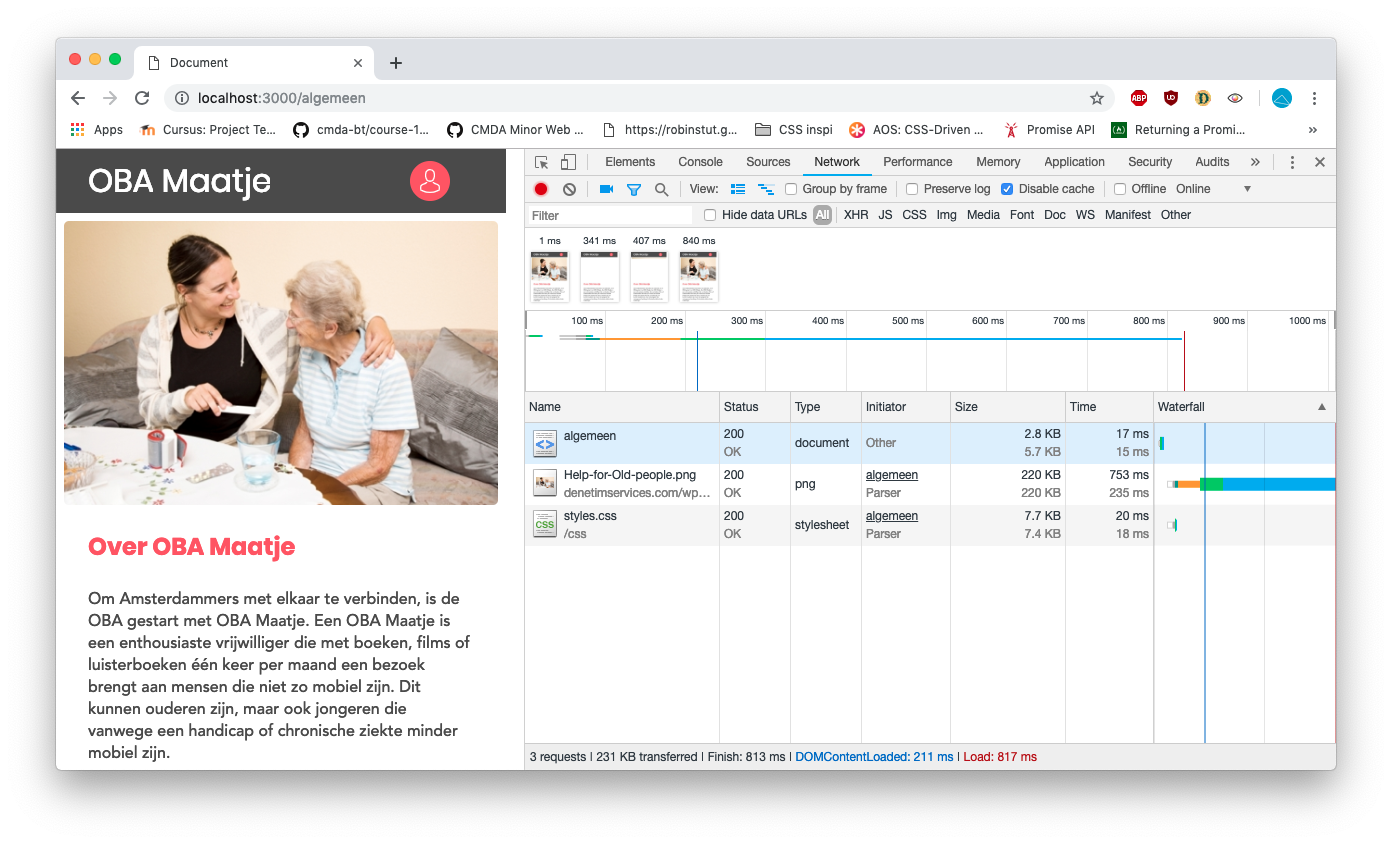 Document
localhost:3000/algemeen
ABP
Apps
Cursus: Project Te...
cmda-bt/course-1...
CMDA Minor Web ...
https://robinstut.g...
CSS inspi
AOS: CSS-Driven ...
Promise API
Returning a Promi...
»
OBA Maatje
Over OBA Maatje
Om Amsterdammers met elkaar te verbinden, is de
OBA gestart met OBA Maatje. Een OBA Maatje is
een enthousiaste vrijwilliger die met boeken, films of
luisterboeken één keer per maand een bezoek
brengt aan mensen die niet zo mobiel zijn. Dit
kunnen ouderen zijn, maar ook jongeren die
vanwege een handicap of chronische ziekte minder
mobiel zijn.
Elements Console Sources Network Performance Memory Application Security Audits »
View: Group by frame Preserve log Disable cache Offline Online
Filter Hide data URLs All XHR JS CSS Img Media Font Doc WS Manifest Other
1 ms 341 ms 407 ms 840 ms
100 ms 200 ms 300 ms 400 ms 500 ms 600 ms 700 ms 800 ms 900 ms 1000 ms
Name Status Type Initiator Size Time Waterfall
algemeen 200 document Other 2.8 KB 17 ms
OK 5.7 KB 15 ms
Help-for-Old-people.png 200 png algemeen 220 KB 753 ms
denetimservices.com/wp... OK Parser 220 KB 235 ms
CSS
styles.css 200 stylesheet algemeen 7.7 KB 20 ms
/css OK Parser 7.4 KB 18 ms
3 requests | 231 KB transferred | Finish: 813 ms | DOMContentLoaded: 211 ms | Load: 817 ms